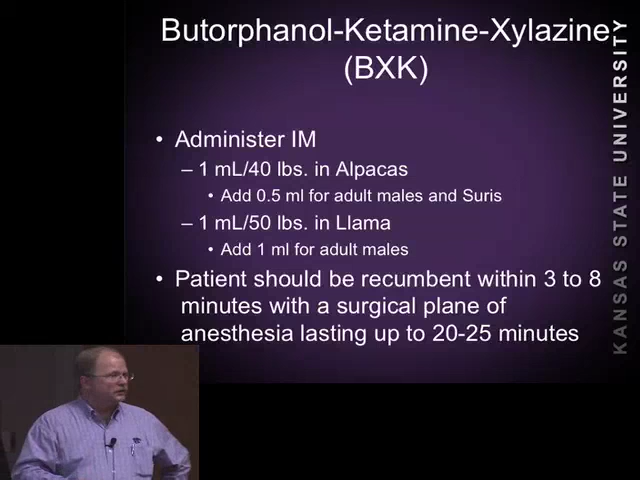 Butorphanol-Ketamine-Xylazine
(BXK)
• Administer IM
– 1 mL/40 lbs. in Alpacas
• Add 0.5 ml for adult males and Suris
– 1 mL/50 lbs. in Llama
• Add 1 ml for adult males
• Patient should be recumbent within 3 to 8
minutes with a surgical plane of
anesthesia lasting up to 20-25 minutes
KANSAS STATE UNIVERSITY